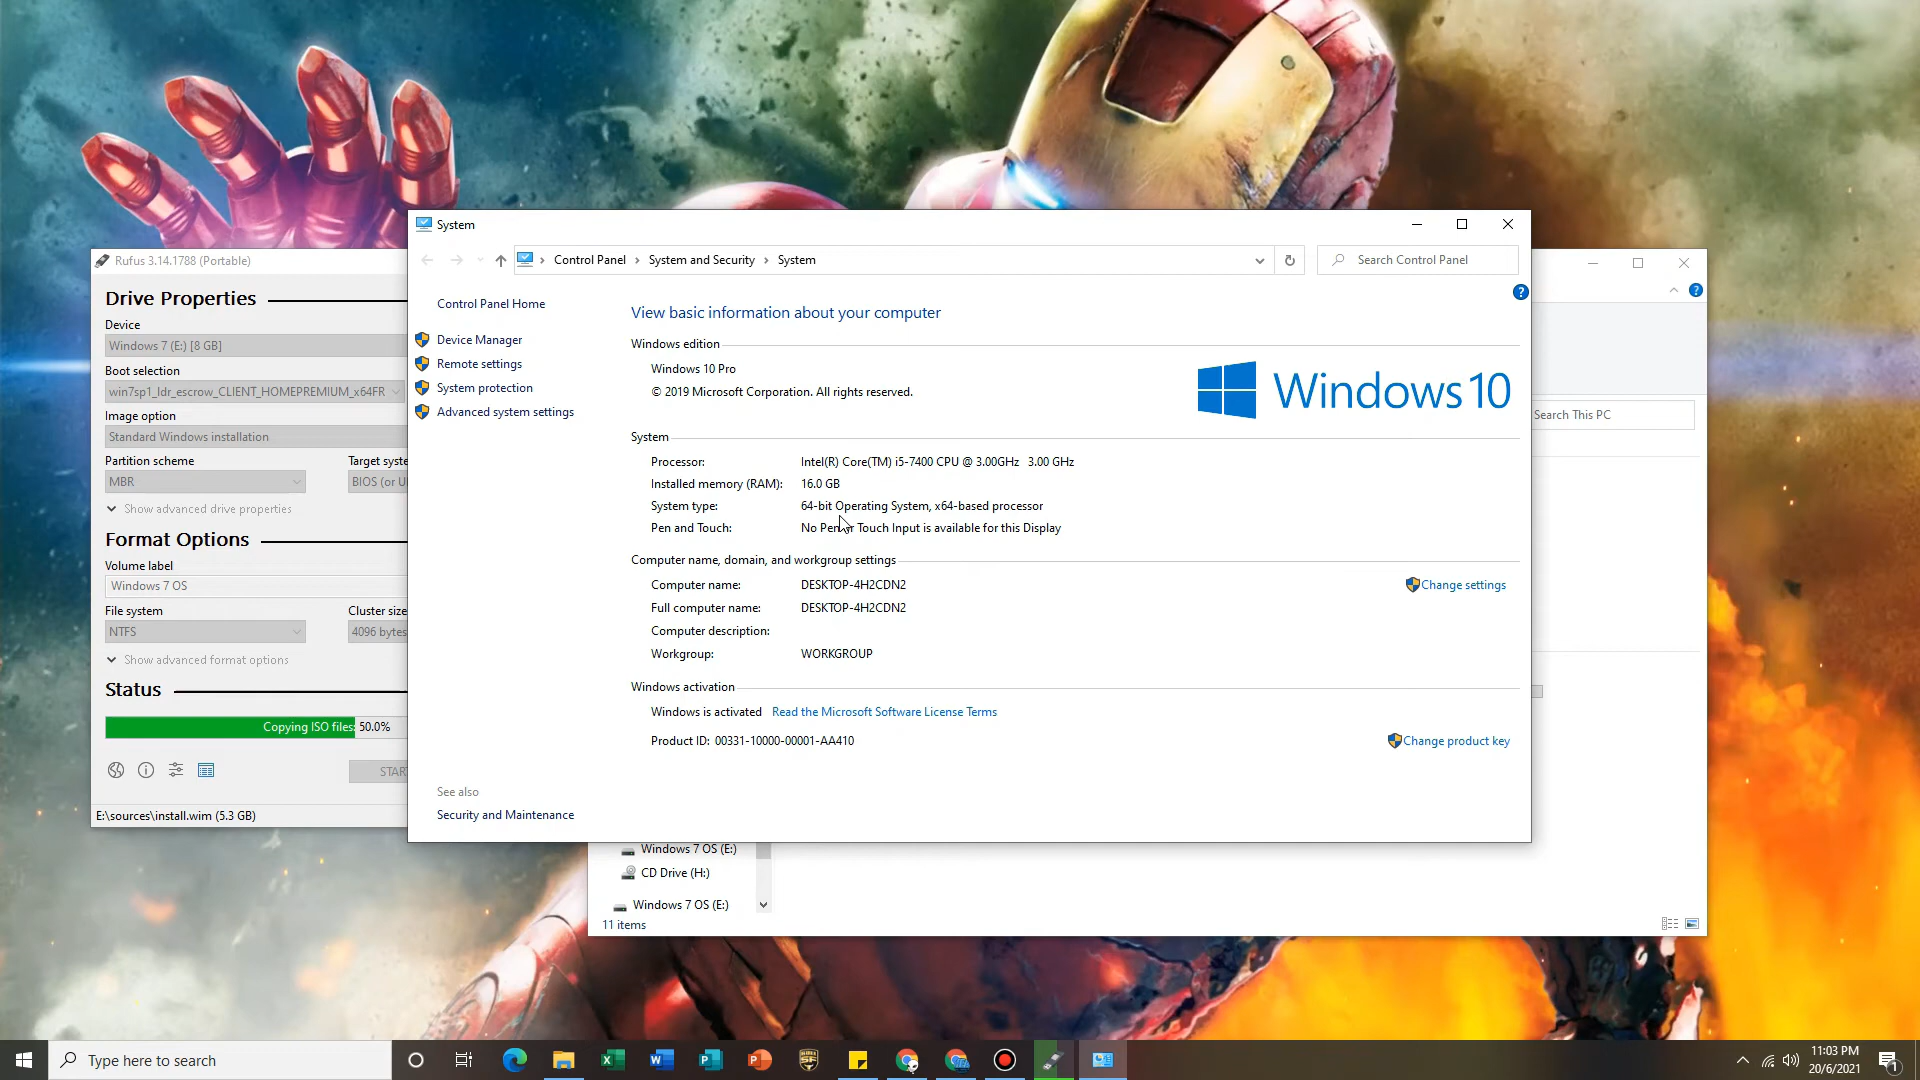 System
Control Panel › System and Security › System
Search Control Panel
Control Panel Home
Device Manager
Remote settings
System protection
Advanced system settings
See also
Security and Maintenance
View basic information about your computer
Windows edition
Windows 10 Pro
© 2019 Microsoft Corporation. All rights reserved.
Windows 10
System
Processor: Intel(R) Core(TM) i5-7400 CPU @ 3.00GHz 3.00 GHz
Installed memory (RAM): 16.0 GB
System type: 64-bit Operating System, x64-based processor
Pen and Touch: No Pen or Touch Input is available for this Display
Computer name, domain, and workgroup settings
Computer name: DESKTOP-4H2CDN2
Change settings
Full computer name: DESKTOP-4H2CDN2
Computer description:
Workgroup: WORKGROUP
Windows activation
Windows is activated Read the Microsoft Software License Terms
Product ID: 00331-10000-00001-AA410
Change product key
Rufus 3.14.1788 (Portable)
Drive Properties
Device
Windows 7 (E:) [8 GB]
Boot selection
win7sp1_ldr_escrow_CLIENT_HOMEPREMIUM_x64FR
Image option
Standard Windows installation
Partition scheme
Target syste
MBR
BIOS (or U
Show advanced drive properties
Format Options
Volume label
Windows 7 OS
File system
Cluster size
NTFS
4096 bytes
Show advanced format options
Status
Copying ISO files: 50.0%
START
E:\sources\install.wim (5.3 GB)
Search This PC
Windows 7 OS (E:)
CD Drive (H:)
Windows 7 OS (E:)
11 items
Type here to search
11:03 PM
20/6/2021
1